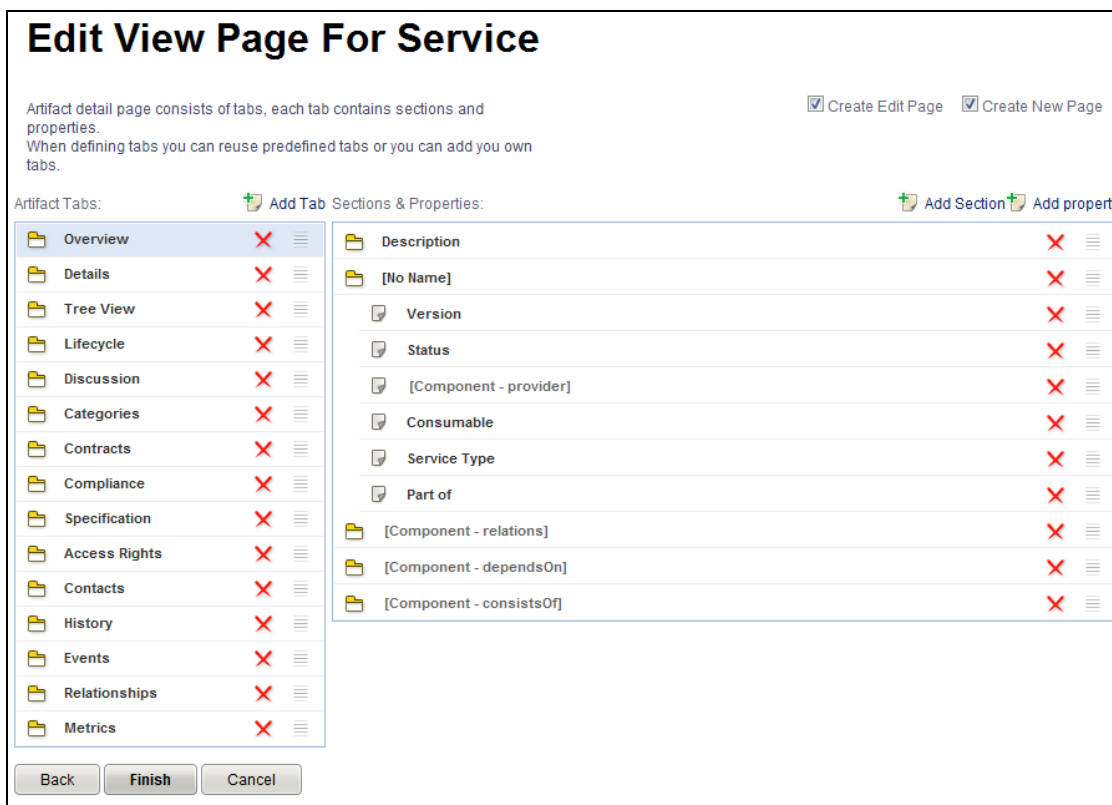 Edit View Page For Service
Artifact detail page consists of tabs, each tab contains sections and
properties.
When defining tabs you can reuse predefined tabs or you can add you own
tabs.
Create Edit Page Create New Page
Artifact Tabs: Add Tab Sections & Properties: Add Section Add propert
Overview
Details
Tree View
Lifecycle
Discussion
Categories
Contracts
Compliance
Specification
Access Rights
Contacts
History
Events
Relationships
Metrics
Description
[No Name]
Version
Status
[Component - provider]
Consumable
Service Type
Part of
[Component - relations]
[Component - dependsOn]
[Component - consistsOf]
Back Finish Cancel